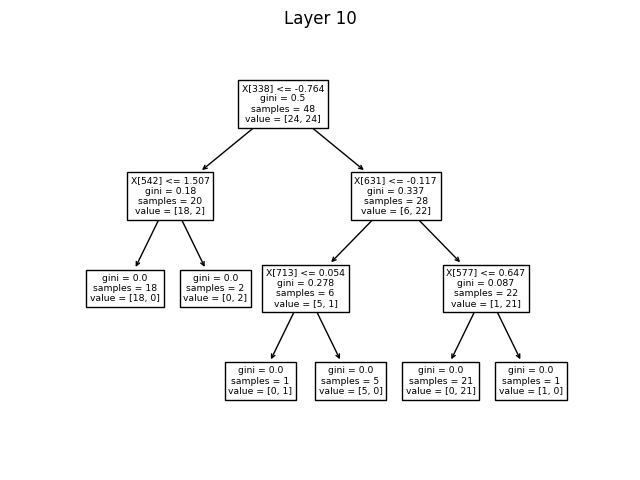 Layer 10
X[338] <= -0.764
gini = 0.5
samples = 48
value = [24, 24]
X[542] <= 1.507
gini = 0.18
samples = 20
value = [18, 2]
X[631] <= -0.117
gini = 0.337
samples = 28
value = [6, 22]
gini = 0.0
samples = 18
value = [18, 0]
gini = 0.0
samples = 2
value = [0, 2]
X[713] <= 0.054
gini = 0.278
samples = 6
value = [5, 1]
X[577] <= 0.647
gini = 0.087
samples = 22
value = [1, 21]
gini = 0.0
samples = 1
value = [0, 1]
gini = 0.0
samples = 5
value = [5, 0]
gini = 0.0
samples = 21
value = [0, 21]
gini = 0.0
samples = 1
value = [1, 0]